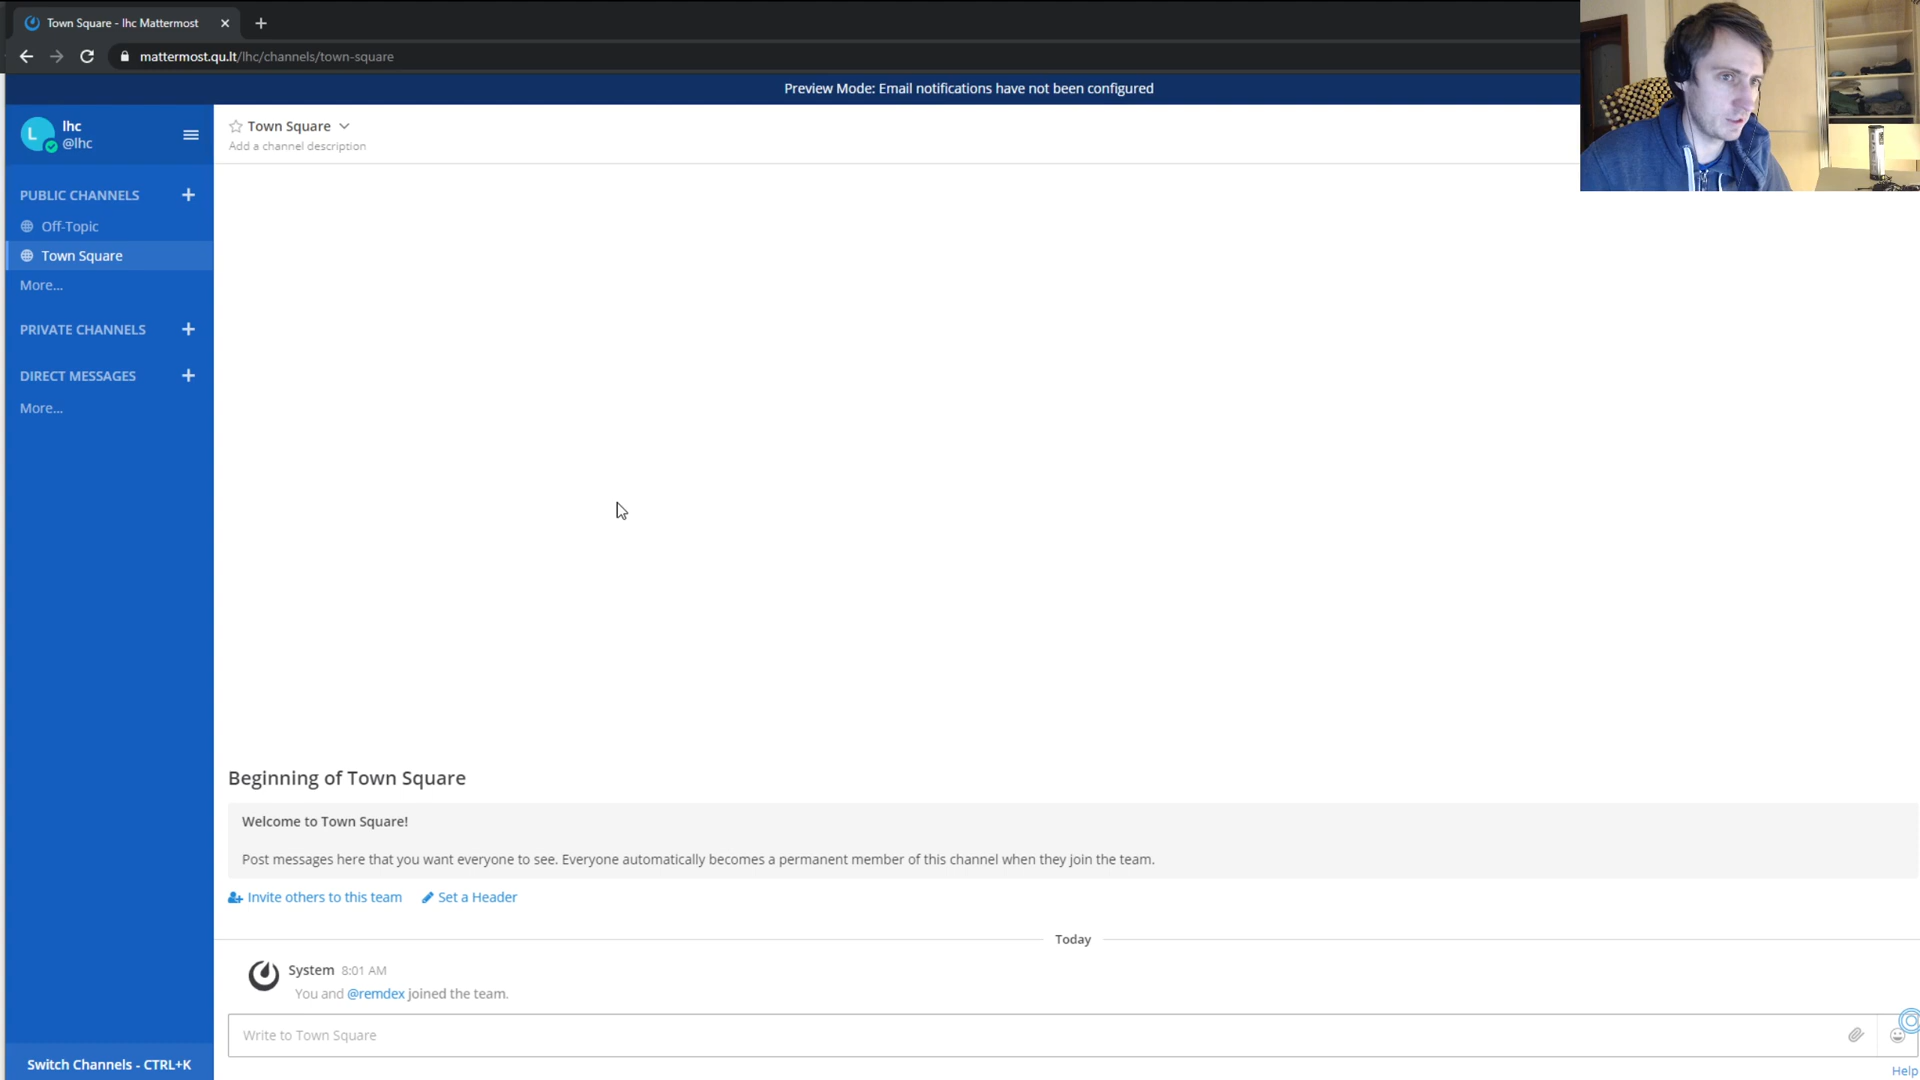 Town Square - lhc Mattermost
mattermost.qu.lt/lhc/channels/town-square
Preview Mode: Email notifications have not been configured
L
lhc
@lhc
Town Square
Add a channel description
PUBLIC CHANNELS
Off-Topic
Town Square
More...
PRIVATE CHANNELS
DIRECT MESSAGES
More...
Beginning of Town Square
Welcome to Town Square!
Post messages here that you want everyone to see. Everyone automatically becomes a permanent member of this channel when they join the team.
Invite others to this team Set a Header
Today
System 8:01 AM
You and @remdex joined the team.
Write to Town Square
Switch Channels - CTRL+K
Help